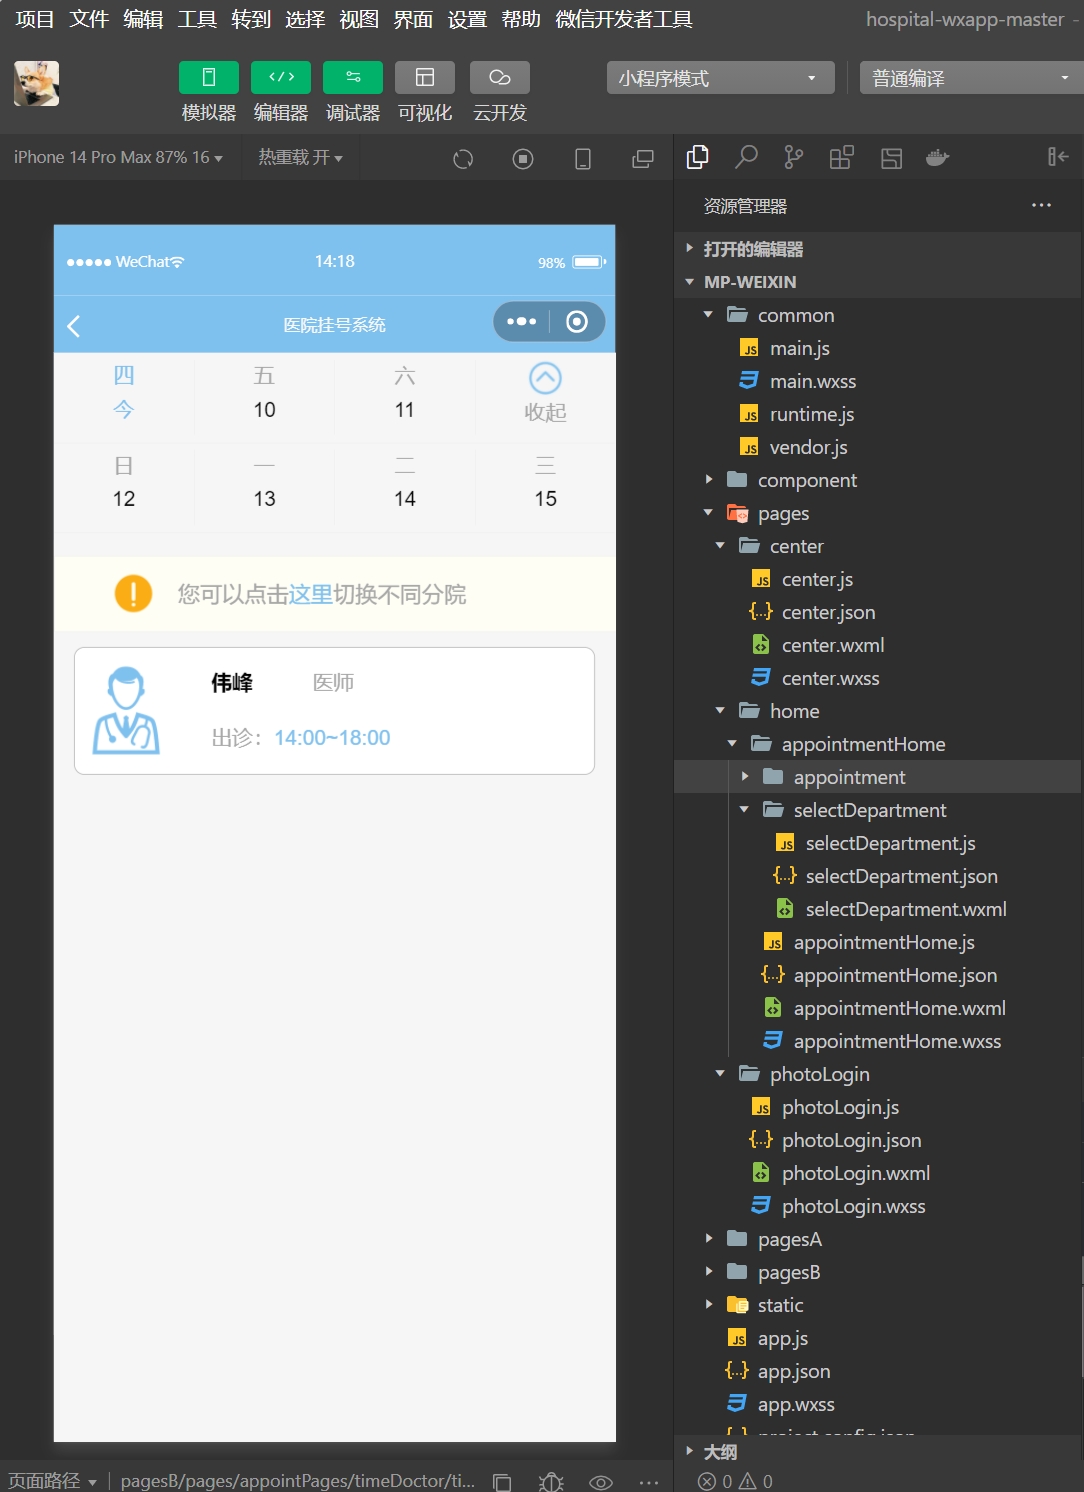 项目 文件 编辑 工具 转到 选择 视图 界面 设置 帮助 微信开发者工具 hospital-wxapp-master -
模拟器 编辑器 调试器 可视化 云开发 小程序模式 普通编译
iPhone 14 Pro Max 87% 16 热重载 开
资源管理器
打开的编辑器
MP-WEIXIN
common
main.js
main.wxss
runtime.js
vendor.js
component
pages
center
center.js
center.json
center.wxml
center.wxss
home
appointmentHome
appointment
selectDepartment
selectDepartment.js
selectDepartment.json
selectDepartment.wxml
appointmentHome.js
appointmentHome.json
appointmentHome.wxml
appointmentHome.wxss
photoLogin
photoLogin.js
photoLogin.json
photoLogin.wxml
photoLogin.wxss
pagesA
pagesB
static
app.js
app.json
app.wxss
project.config.json
大纲
0 0
WeChat 14:18 98%
医院挂号系统
四 五 六
今 10 11 收起
日 一 二 三
12 13 14 15
您可以点击这里切换不同分院
伟峰 医师
出诊：14:00~18:00
页面路径 pagesB/pages/appointPages/timeDoctor/ti...